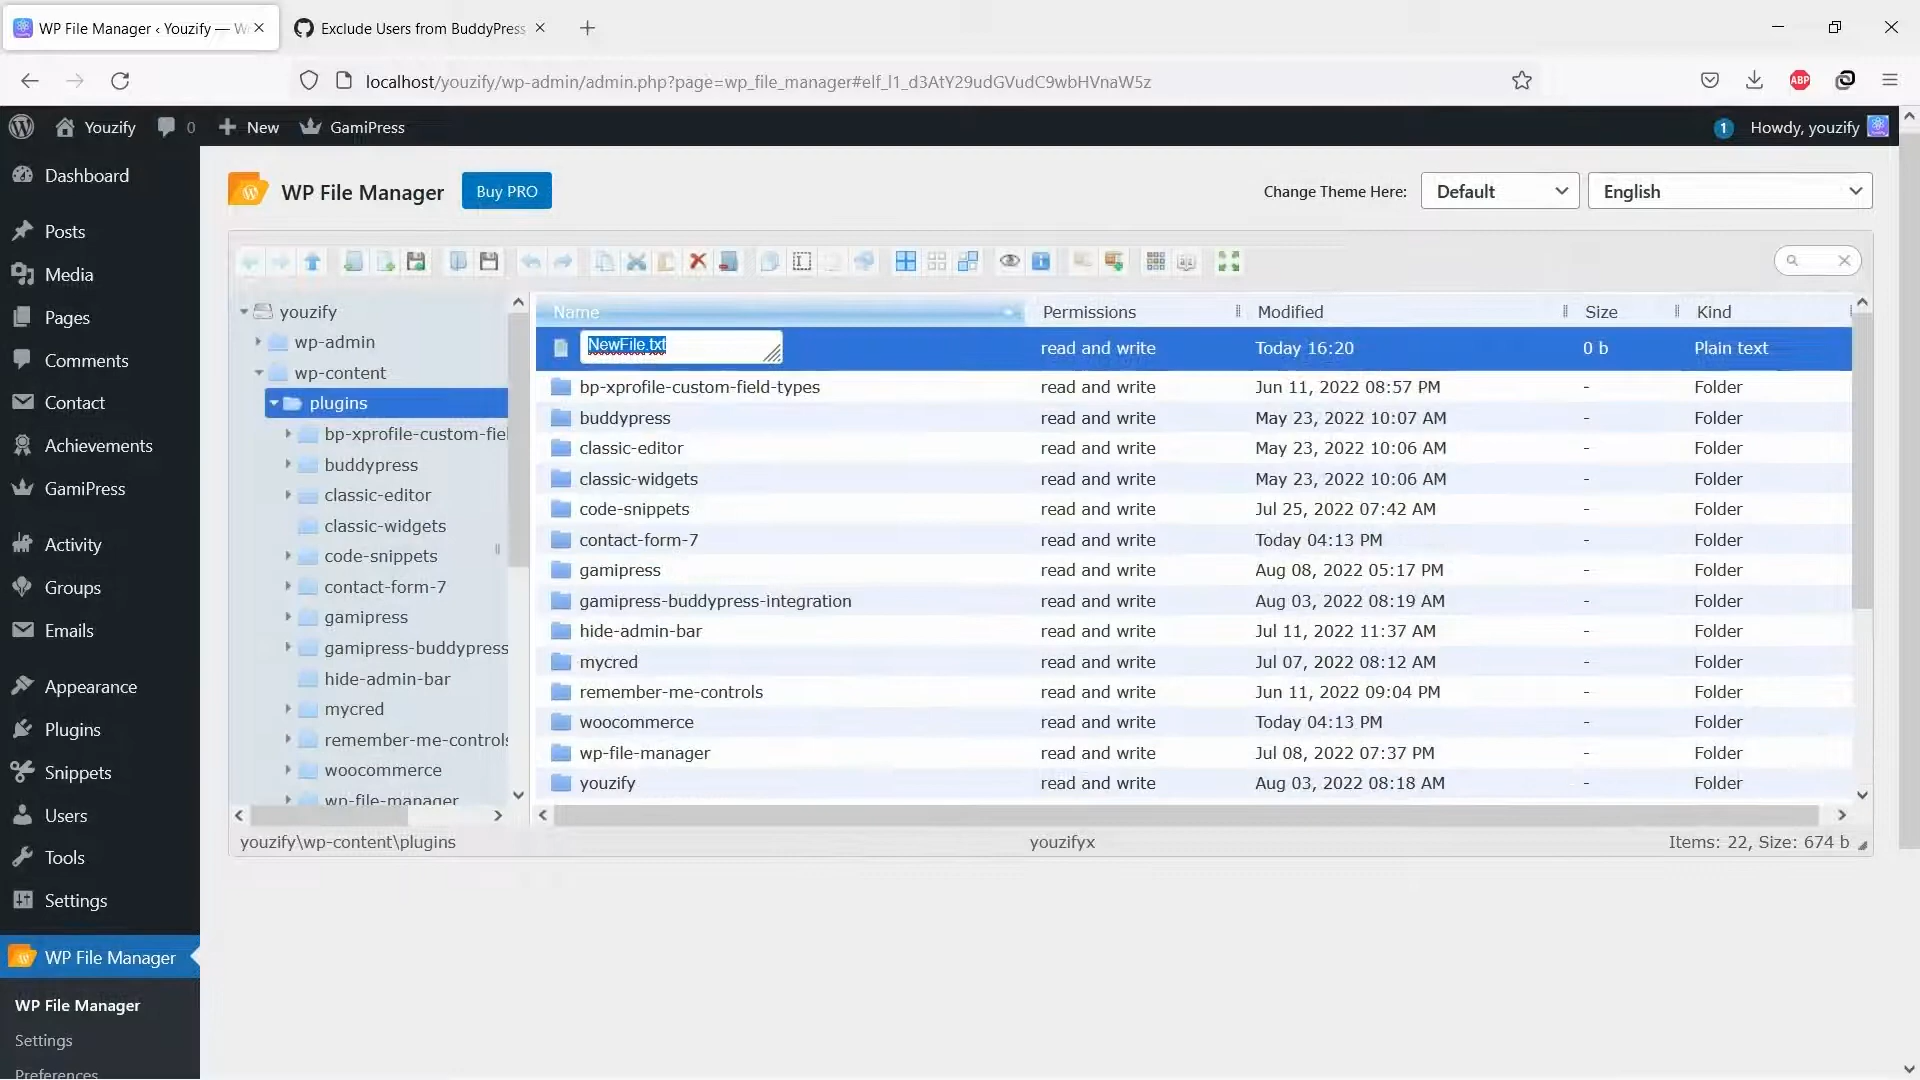 WP File Manager ‹ Youzify — W
Exclude Users from BuddyPress
localhost/youzify/wp-admin/admin.php?page=wp_file_manager#elf_l1_d3AtY29udGVudC9wbHVnaW5z
ABP
Youzify 0 New GamiPress 1 Howdy, youzify
Dashboard
Posts
Media
Pages
Comments
Contact
Achievements
GamiPress
Activity
Groups
Emails
Appearance
Plugins
Snippets
Users
Tools
Settings
WP File Manager
WP File Manager
Settings
Preferences
WP File Manager Buy PRO Change Theme Here: Default English
youzify
wp-admin
wp-content
plugins
bp-xprofile-custom-fiel
buddypress
classic-editor
classic-widgets
code-snippets
contact-form-7
gamipress
gamipress-buddypress
hide-admin-bar
mycred
remember-me-controls
woocommerce
wp-file-manager
Name Permissions Modified Size Kind
NewFile.txt read and write Today 16:20 0 b Plain text
bp-xprofile-custom-field-types read and write Jun 11, 2022 08:57 PM - Folder
buddypress read and write May 23, 2022 10:07 AM - Folder
classic-editor read and write May 23, 2022 10:06 AM - Folder
classic-widgets read and write May 23, 2022 10:06 AM - Folder
code-snippets read and write Jul 25, 2022 07:42 AM - Folder
contact-form-7 read and write Today 04:13 PM - Folder
gamipress read and write Aug 08, 2022 05:17 PM - Folder
gamipress-buddypress-integration read and write Aug 03, 2022 08:19 AM - Folder
hide-admin-bar read and write Jul 11, 2022 11:37 AM - Folder
mycred read and write Jul 07, 2022 08:12 AM - Folder
remember-me-controls read and write Jun 11, 2022 09:04 PM - Folder
woocommerce read and write Today 04:13 PM - Folder
wp-file-manager read and write Jul 08, 2022 07:37 PM - Folder
youzify read and write Aug 03, 2022 08:18 AM - Folder
youzify\wp-content\plugins youzifyx Items: 22, Size: 674 b